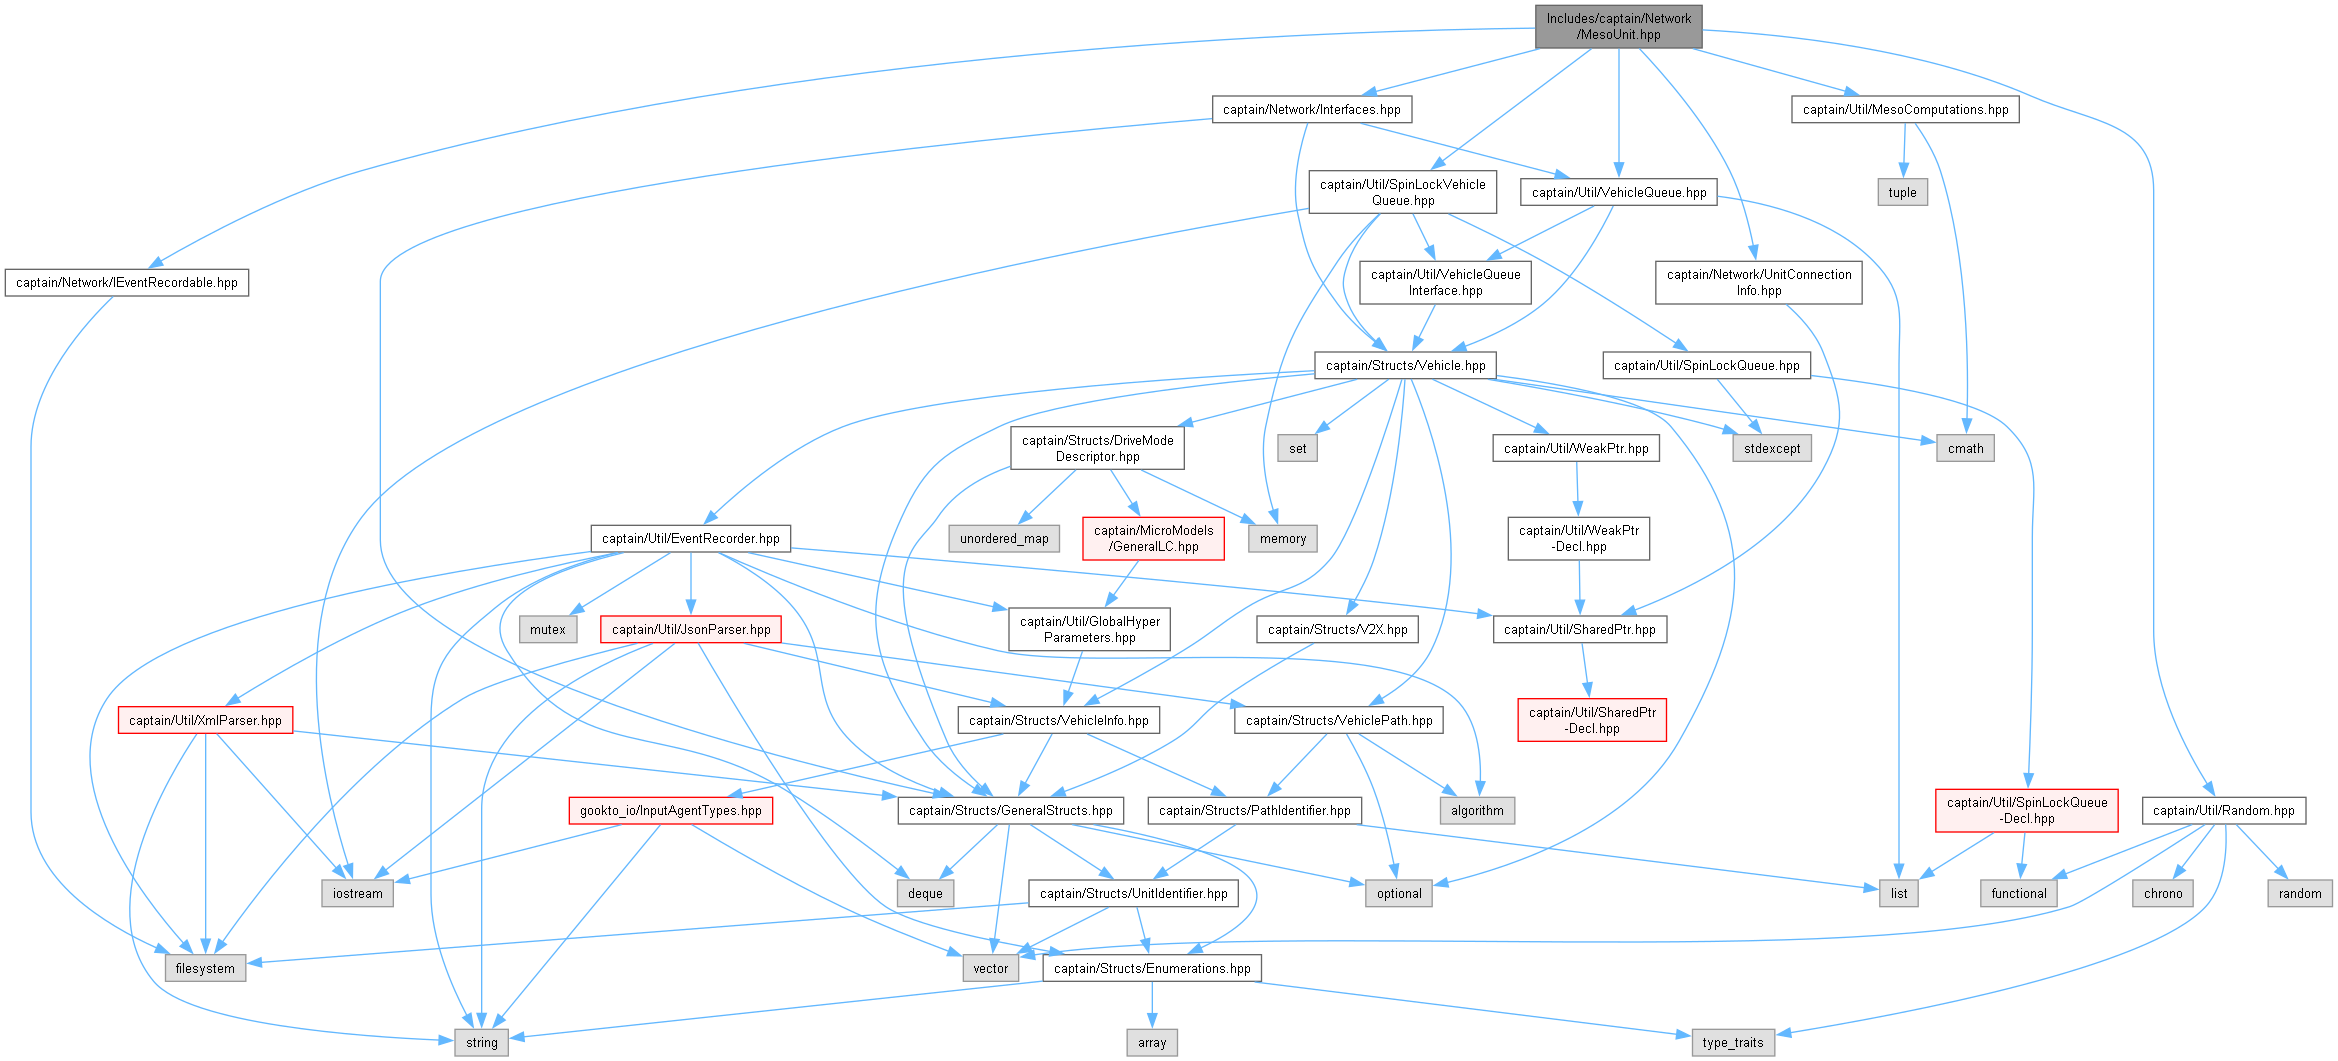 Includes/captain/Network
/MesoUnit.hpp
captain/Network/Interfaces.hpp
captain/Util/MesoComputations.hpp
captain/Util/SpinLockVehicle
Queue.hpp
captain/Util/VehicleQueue.hpp
tuple
captain/Network/IEventRecordable.hpp
captain/Util/VehicleQueue
Interface.hpp
captain/Network/UnitConnection
Info.hpp
captain/Structs/Vehicle.hpp
captain/Util/SpinLockQueue.hpp
captain/Structs/DriveMode
Descriptor.hpp
set
captain/Util/WeakPtr.hpp
stdexcept
cmath
captain/Util/EventRecorder.hpp
unordered_map
captain/MicroModels
/GeneralLC.hpp
memory
captain/Util/WeakPtr
-Decl.hpp
mutex
captain/Util/JsonParser.hpp
captain/Util/GlobalHyper
Parameters.hpp
captain/Structs/V2X.hpp
captain/Util/SharedPtr.hpp
captain/Util/XmlParser.hpp
captain/Structs/VehicleInfo.hpp
captain/Structs/VehiclePath.hpp
captain/Util/SharedPtr
-Decl.hpp
gookto_io/InputAgentTypes.hpp
captain/Structs/GeneralStructs.hpp
captain/Structs/PathIdentifier.hpp
algorithm
captain/Util/SpinLockQueue
-Decl.hpp
captain/Util/Random.hpp
iostream
deque
captain/Structs/UnitIdentifier.hpp
optional
list
functional
chrono
random
filesystem
vector
captain/Structs/Enumerations.hpp
string
array
type_traits